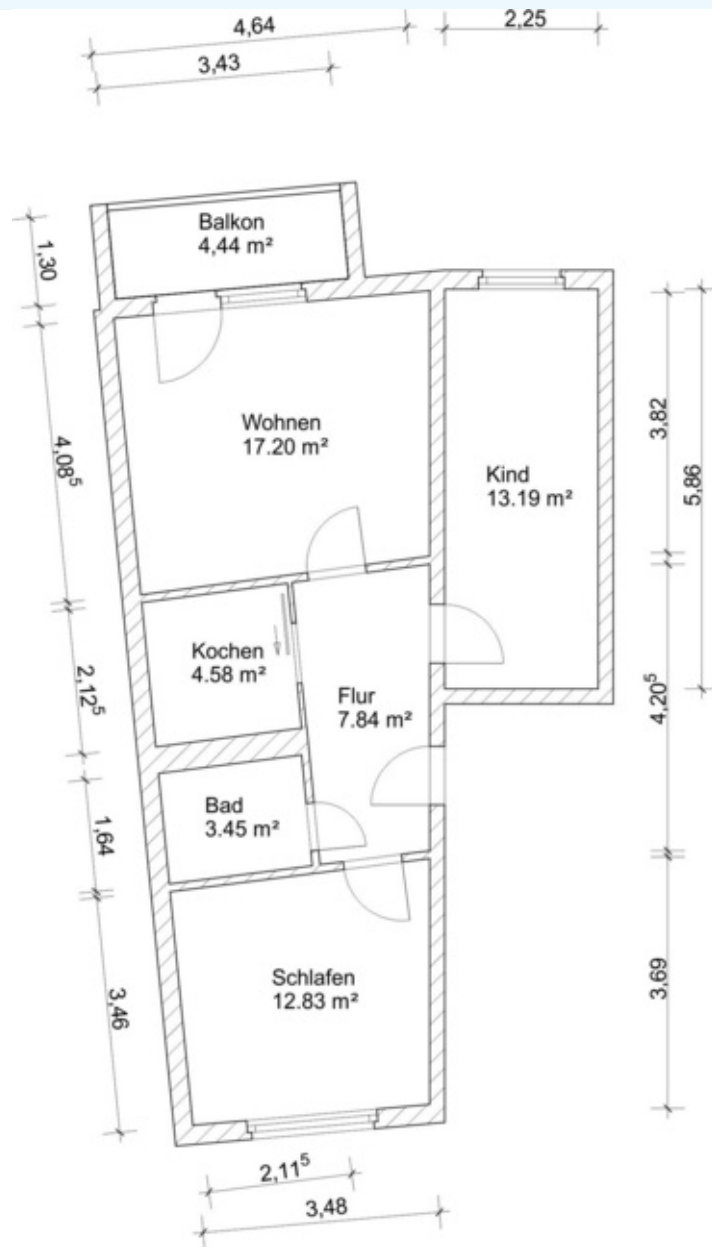 4,64
2,25
3,43
Balkon
4,44 m²
1,30
Wohnen
17.20 m²
4,08⁵
3,82
Kind
13.19 m²
5,86
Kochen
4.58 m²
2,12⁵
Flur
7.84 m²
4,20⁵
Bad
3.45 m²
1,64
Schlafen
12.83 m²
3,69
3,46
2,11⁵
3,48